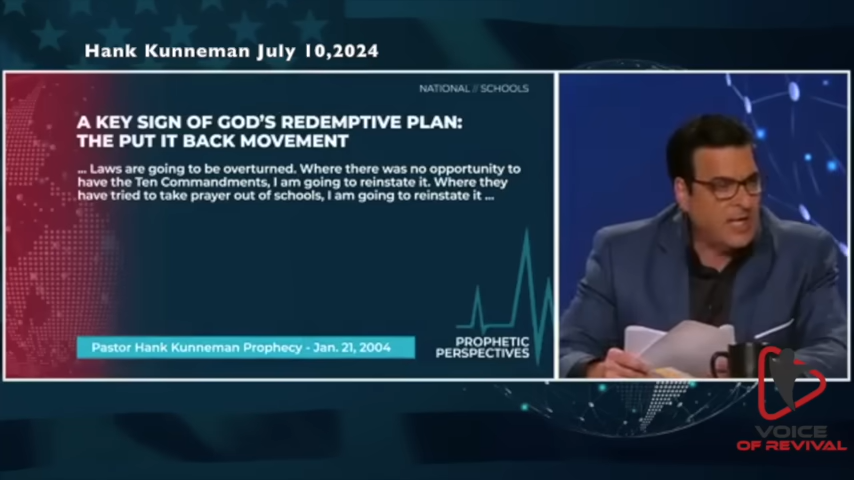 Hank Kunneman July 10,2024
NATIONAL // SCHOOLS
A KEY SIGN OF GOD'S REDEMPTIVE PLAN:
THE PUT IT BACK MOVEMENT
... Laws are going to be overturned. Where there was no opportunity to
have the Ten Commandments, I am going to reinstate it. Where they
have tried to take prayer out of schools, I am going to reinstate it ...
Pastor Hank Kunneman Prophecy - Jan. 21, 2004
PROPHETIC
PERSPECTIVES
VOICE
OF REVIVAL